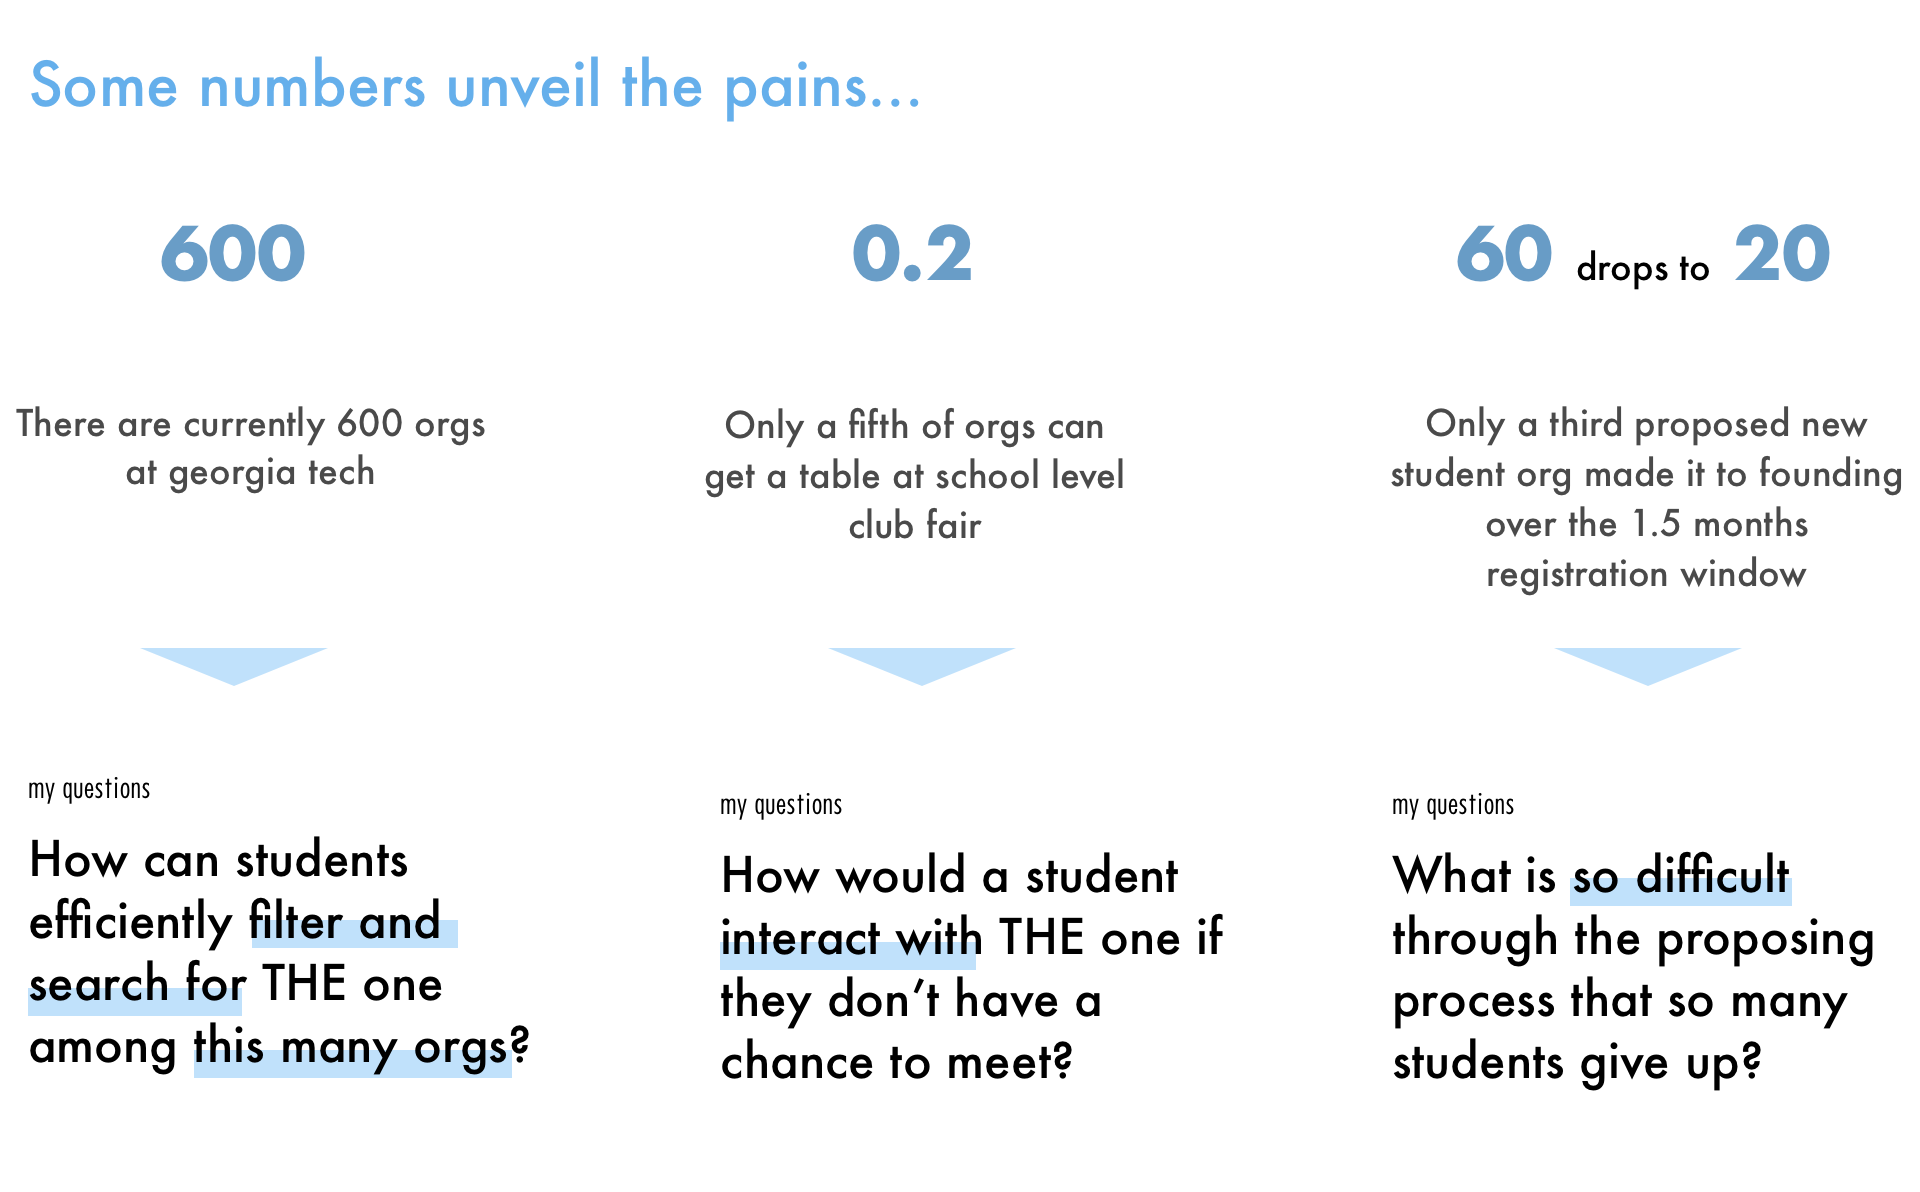 Some numbers unveil the pains...
600
There are currently 600 orgs
at georgia tech
my questions
How can students
efficiently filter and
search for THE one
among this many orgs?
0.2
Only a fifth of orgs can
get a table at school level
club fair
my questions
How would a student
interact with THE one if
they don’t have a
chance to meet?
60 drops to 20
Only a third proposed new
student org made it to founding
over the 1.5 months
registration window
my questions
What is so difficult
through the proposing
process that so many
students give up?